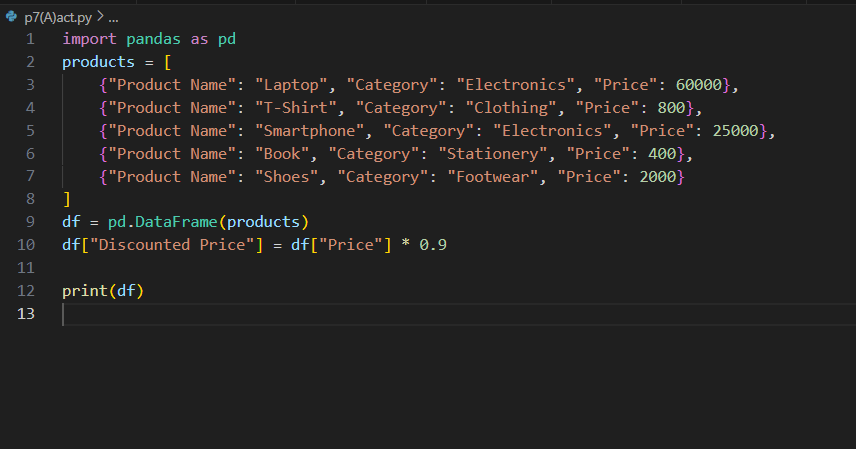 p7(A)act.py > ...
1 import pandas as pd
2 products = [
3     {"Product Name": "Laptop", "Category": "Electronics", "Price": 60000},
4     {"Product Name": "T-Shirt", "Category": "Clothing", "Price": 800},
5     {"Product Name": "Smartphone", "Category": "Electronics", "Price": 25000},
6     {"Product Name": "Book", "Category": "Stationery", "Price": 400},
7     {"Product Name": "Shoes", "Category": "Footwear", "Price": 2000}
8 ]
9 df = pd.DataFrame(products)
10 df["Discounted Price"] = df["Price"] * 0.9
11
12 print(df)
13